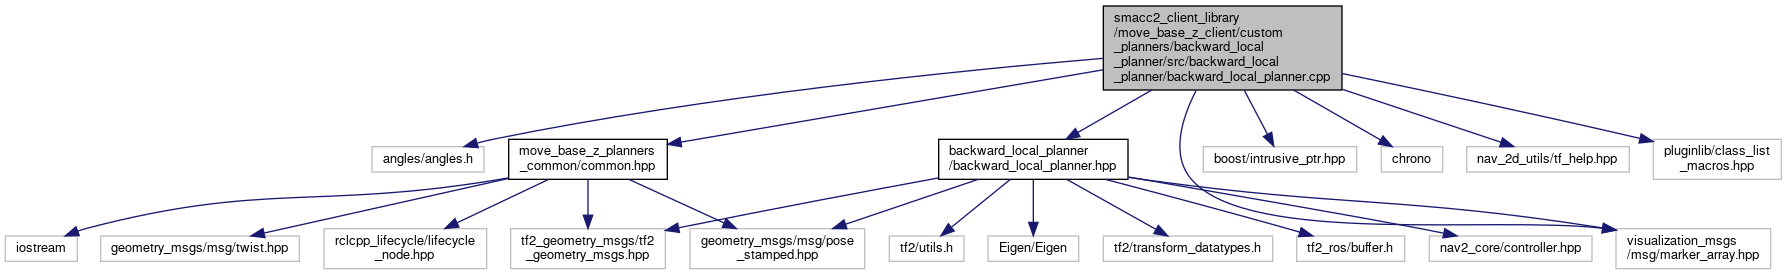 smacc2_client_library
/move_base_z_client/custom
_planners/backward_local
_planner/src/backward_local
_planner/backward_local_planner.cpp
angles/angles.h
move_base_z_planners
_common/common.hpp
backward_local_planner
/backward_local_planner.hpp
boost/intrusive_ptr.hpp
chrono
nav_2d_utils/tf_help.hpp
pluginlib/class_list
_macros.hpp
iostream
geometry_msgs/msg/twist.hpp
rclcpp_lifecycle/lifecycle
_node.hpp
tf2_geometry_msgs/tf2
_geometry_msgs.hpp
geometry_msgs/msg/pose
_stamped.hpp
tf2/utils.h
Eigen/Eigen
tf2/transform_datatypes.h
tf2_ros/buffer.h
nav2_core/controller.hpp
visualization_msgs
/msg/marker_array.hpp